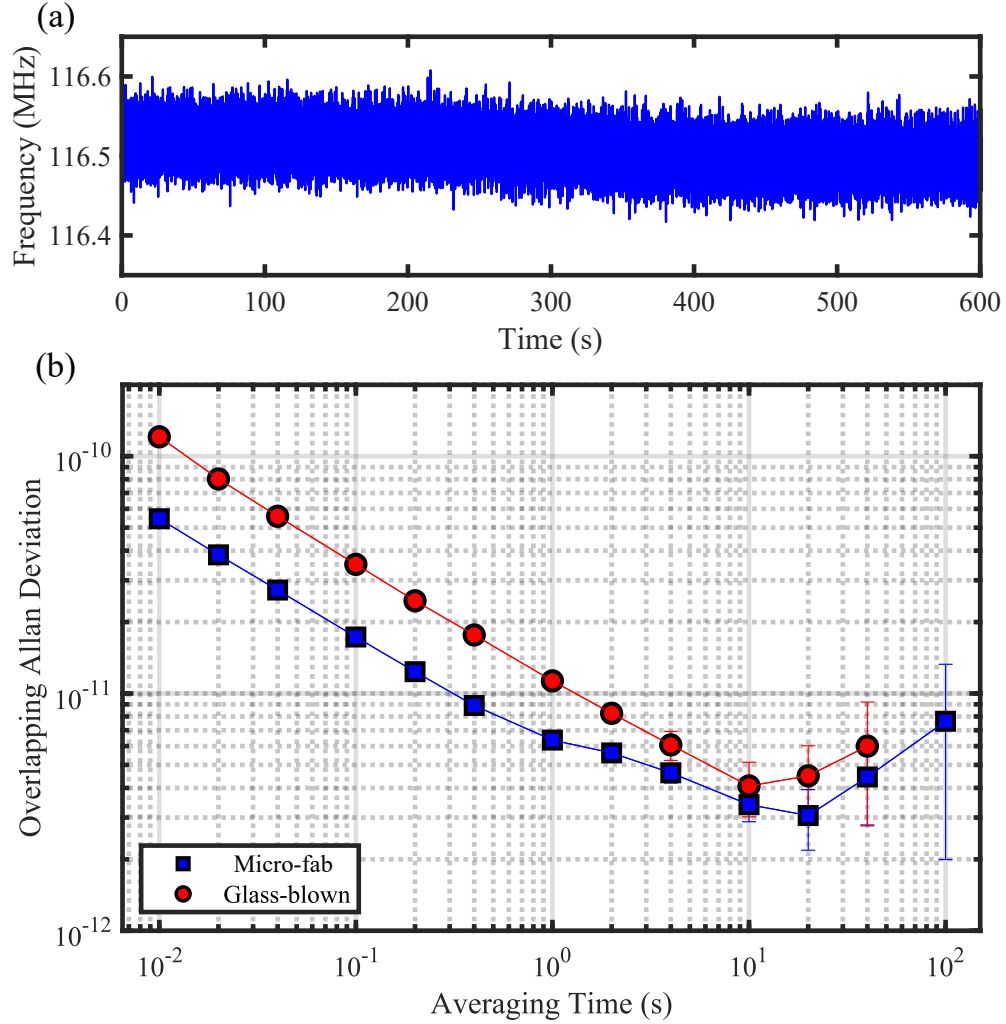 (a)
Frequency (MHz)
116.6
116.5
116.4
0 100 200 300 400 500 600
Time (s)
(b)
Overlapping Allan Deviation
10^-10
10^-11
10^-12
Micro-fab
Glass-blown
10^-2 10^-1 10^0 10^1 10^2
Averaging Time (s)